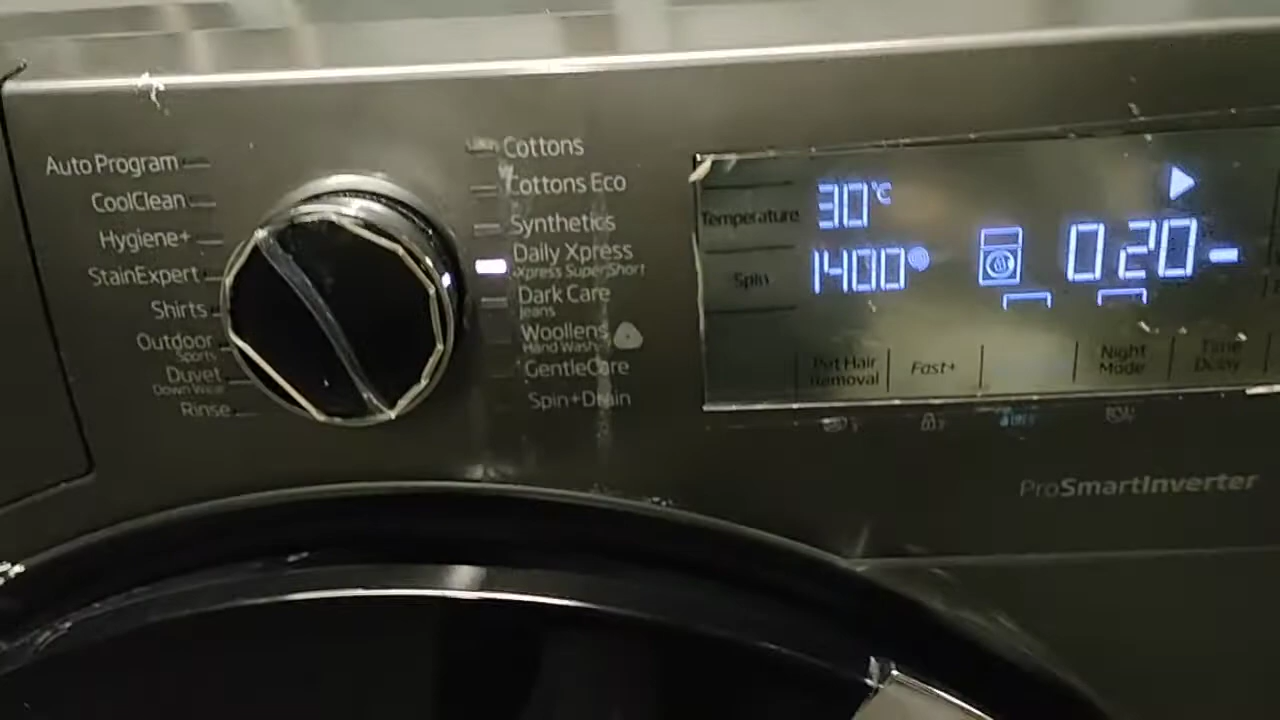 Auto Program
CoolClean
Hygiene+
StainExpert
Shirts
Outdoor
Sports
Duvet
Down Wear
Rinse
Cottons
Cottons Eco
Synthetics
Daily Xpress
Xpress SuperShort
Dark Care
Jeans
Woollens
Hand Wash
GentleCare
Spin+Drain
Temperature
30°C
Spin
1400
0 20
Pet Hair
Removal
Fast+
Night
Mode
Time
Delay
ProSmartInverter